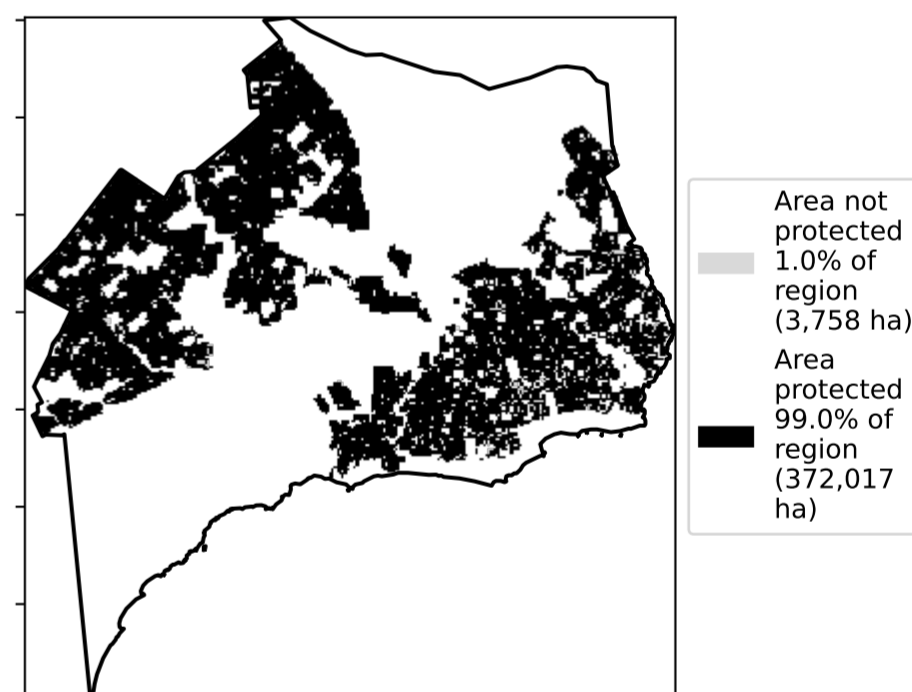 Area not
protected
1.0% of
region
(3,758 ha)
Area
protected
99.0% of
region
(372,017
ha)